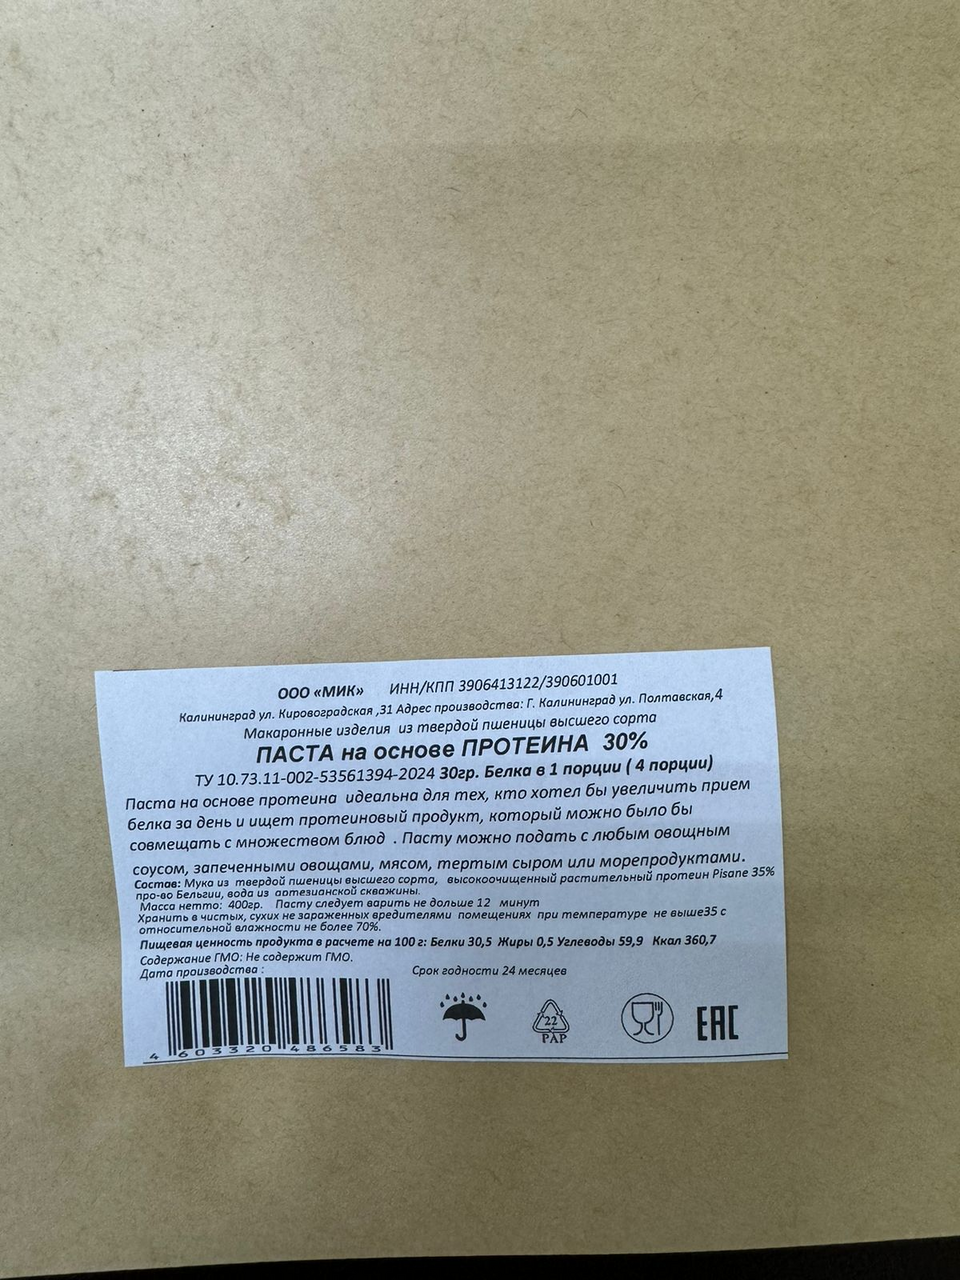 ООО «МИК» ИНН/КПП 3906413122/390601001
Калининград ул. Кировоградская ,31 Адрес производства: Г. Калининград ул. Полтавская,4
Макаронные изделия из твердой пшеницы высшего сорта
ПАСТА на основе ПРОТЕИНА 30%
ТУ 10.73.11-002-53561394-2024 30гр. Белка в 1 порции ( 4 порции)
Паста на основе протеина идеальна для тех, кто хотел бы увеличить прием
белка за день и ищет протеиновый продукт, который можно было бы
совмещать с множеством блюд . Пасту можно подать с любым овощным
соусом, запеченными овощами, мясом, тертым сыром или морепродуктами.
Состав: Мука из твердой пшеницы высшего сорта, высокоочищенный растительный протеин Pisane 35%
пр-во Бельгии, вода из артезианской скважины.
Масса нетто: 400гр. Пасту следует варить не дольше 12 минут
Хранить в чистых, сухих не зараженных вредителями помещениях при температуре не выше35 с
относительной влажности не более 70%.
Пищевая ценность продукта в расчете на 100 г: Белки 30,5 Жиры 0,5 Углеводы 59,9 Ккал 360,7
Содержание ГМО: Не содержит ГМО.
Дата производства : Срок годности 24 месяцев
4 603320 486583
22
PAP
EAC